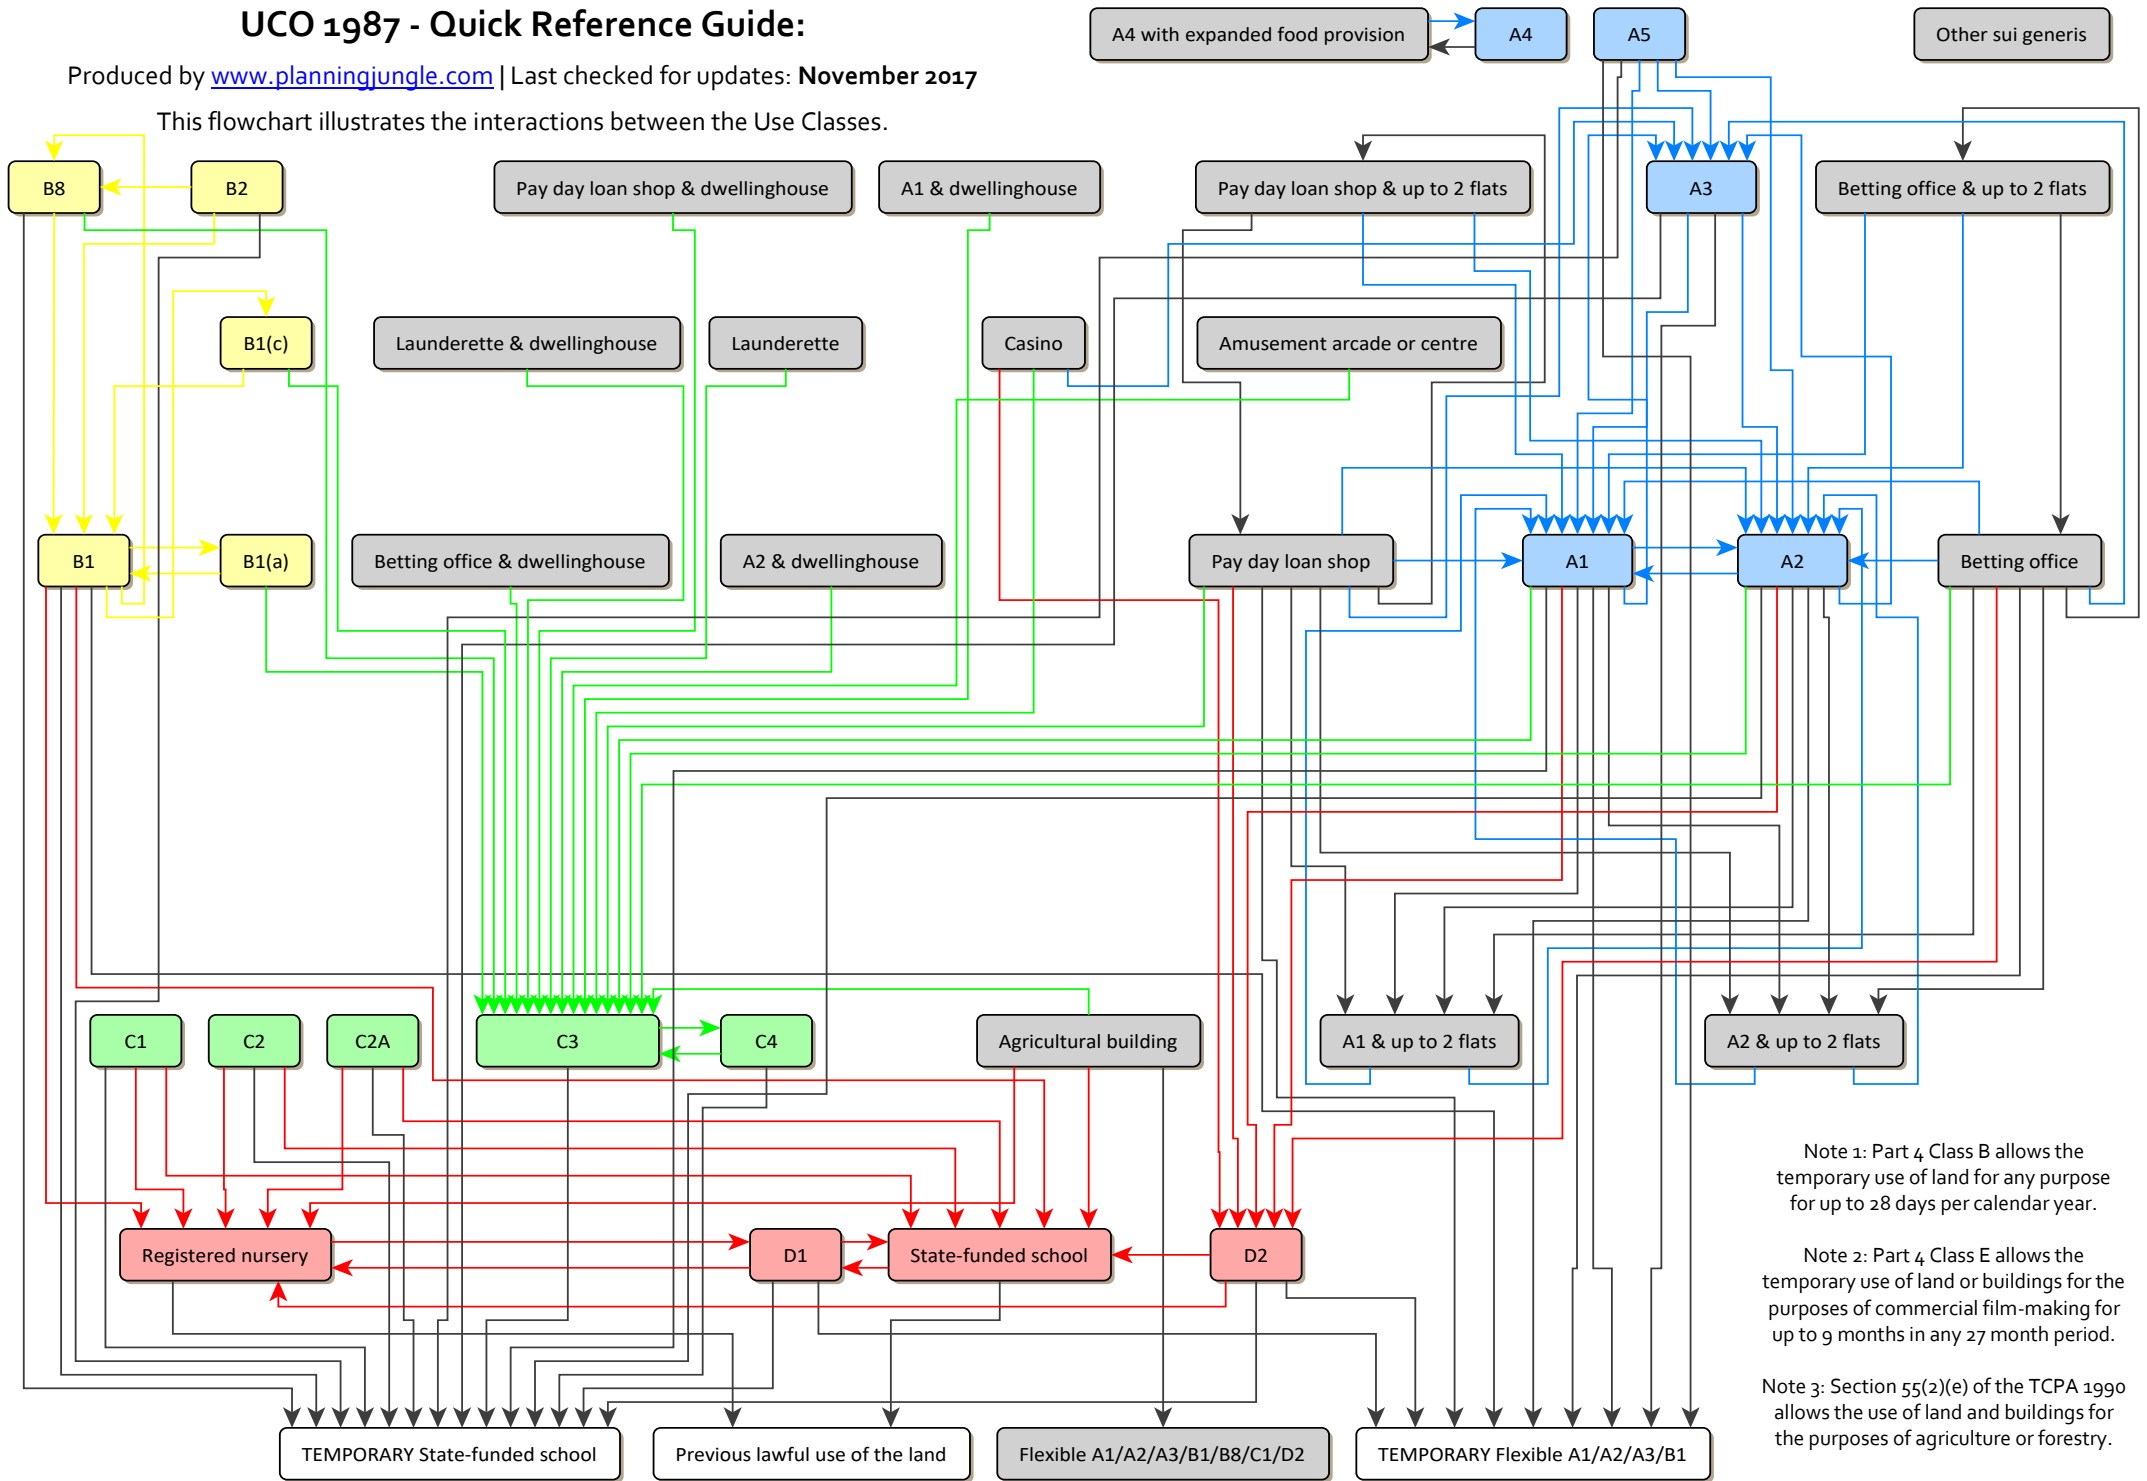 UCO 1987 - Quick Reference Guide:
Produced by www.planningjungle.com | Last checked for updates: November 2017
This flowchart illustrates the interactions between the Use Classes.
A4 with expanded food provision
A4
A5
Other sui generis
B8
B2
Pay day loan shop & dwellinghouse
A1 & dwellinghouse
Pay day loan shop & up to 2 flats
A3
Betting office & up to 2 flats
B1(c)
Launderette & dwellinghouse
Launderette
Casino
Amusement arcade or centre
B1
B1(a)
Betting office & dwellinghouse
A2 & dwellinghouse
Pay day loan shop
A1
A2
Betting office
C1
C2
C2A
C3
C4
Agricultural building
A1 & up to 2 flats
A2 & up to 2 flats
Note 1: Part 4 Class B allows the
temporary use of land for any purpose
for up to 28 days per calendar year.
Registered nursery
D1
State-funded school
D2
Note 2: Part 4 Class E allows the
temporary use of land or buildings for the
purposes of commercial film-making for
up to 9 months in any 27 month period.
Note 3: Section 55(2)(e) of the TCPA 1990
allows the use of land and buildings for
the purposes of agriculture or forestry.
TEMPORARY State-funded school
Previous lawful use of the land
Flexible A1/A2/A3/B1/B8/C1/D2
TEMPORARY Flexible A1/A2/A3/B1